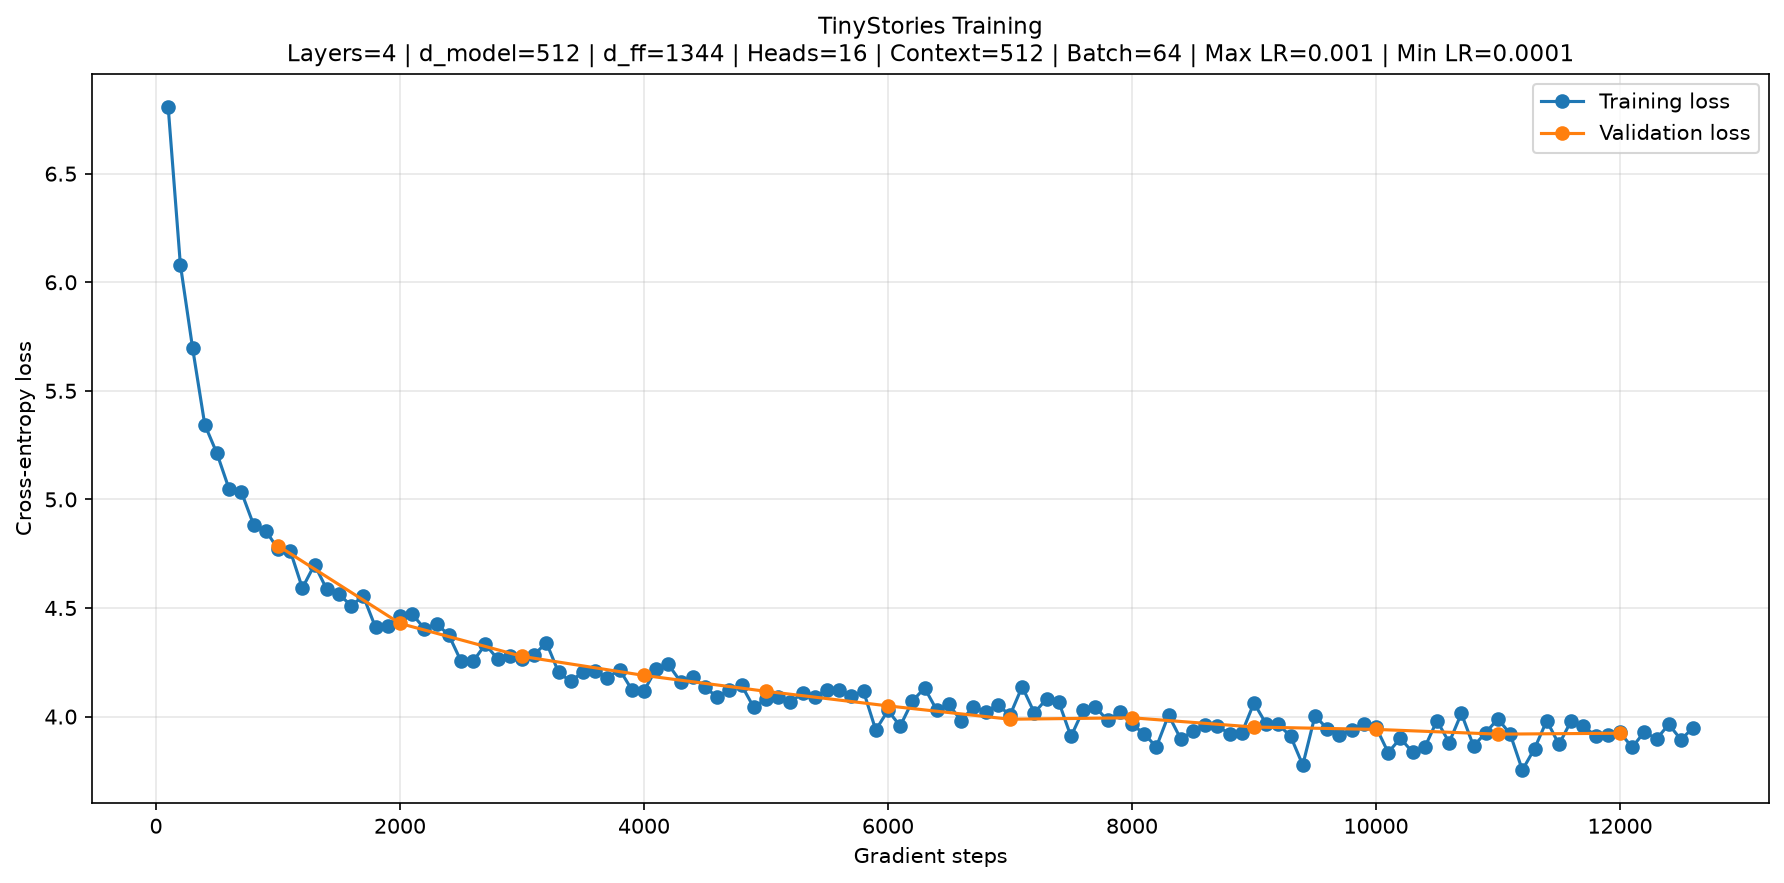 TinyStories Training
Layers=4 | d_model=512 | d_ff=1344 | Heads=16 | Context=512 | Batch=64 | Max LR=0.001 | Min LR=0.0001
Training loss
Validation loss
Cross-entropy loss
6.5
6.0
5.5
5.0
4.5
4.0
0 2000 4000 6000 8000 10000 12000
Gradient steps